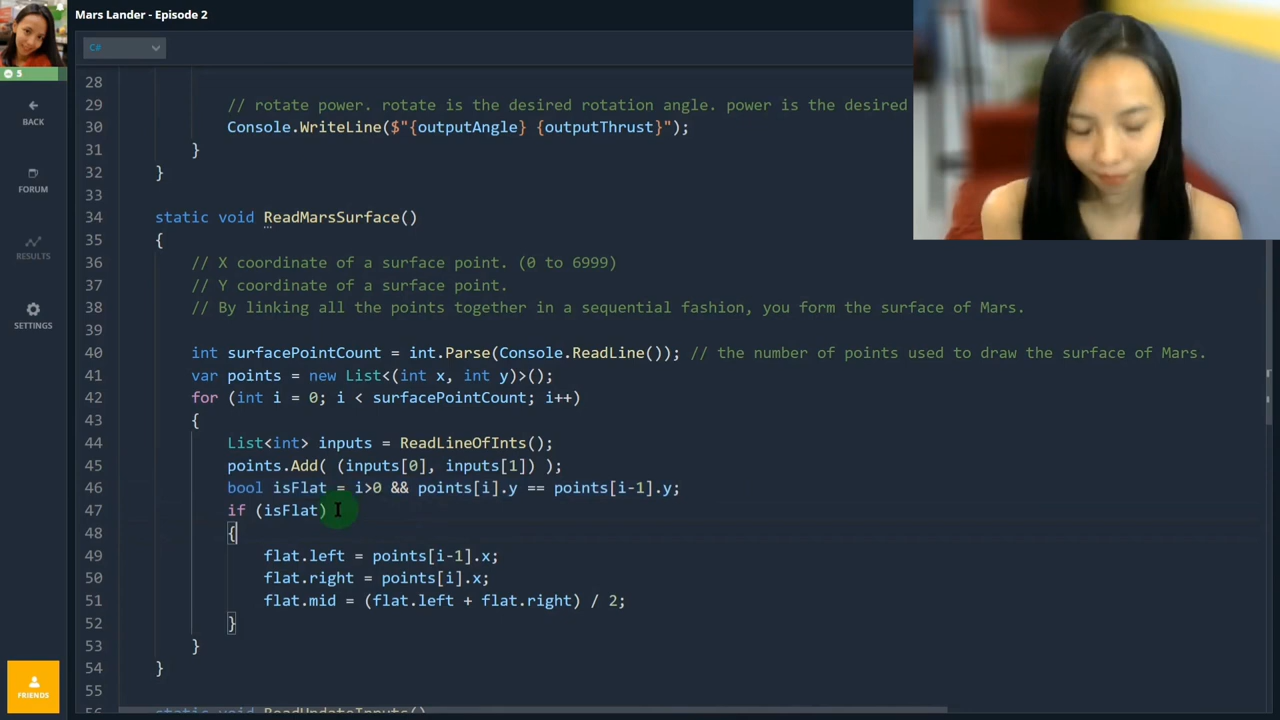 Mars Lander - Episode 2
C#
5
BACK
FORUM
RESULTS
SETTINGS
FRIENDS
28
29 // rotate power. rotate is the desired rotation angle. power is the desired
30 Console.WriteLine($"{outputAngle} {outputThrust}");
31 }
32 }
33
34 static void ReadMarsSurface()
35 {
36 // X coordinate of a surface point. (0 to 6999)
37 // Y coordinate of a surface point.
38 // By linking all the points together in a sequential fashion, you form the surface of Mars.
39
40 int surfacePointCount = int.Parse(Console.ReadLine()); // the number of points used to draw the surface of Mars.
41 var points = new List<(int x, int y)>();
42 for (int i = 0; i < surfacePointCount; i++)
43 {
44 List<int> inputs = ReadLineOfInts();
45 points.Add( (inputs[0], inputs[1]) );
46 bool isFlat = i>0 && points[i].y == points[i-1].y;
47 if (isFlat)
48 {
49 flat.left = points[i-1].x;
50 flat.right = points[i].x;
51 flat.mid = (flat.left + flat.right) / 2;
52 }
53 }
54 }
55
56 static void ReadUpdateInputs()